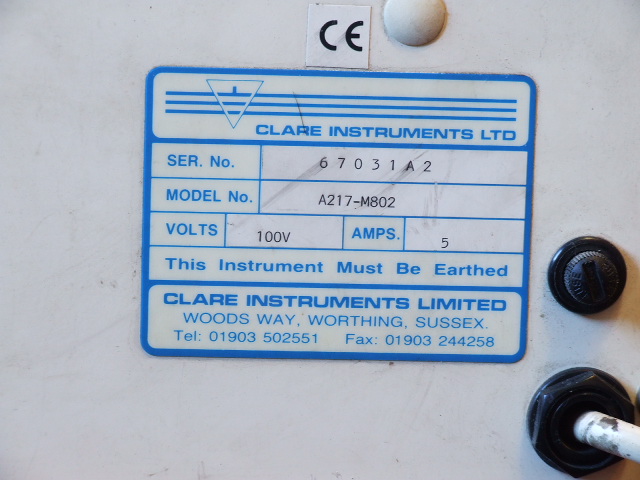 CE
CLARE INSTRUMENTS LTD
SER. No. 67031A2
MODEL No. A217-M802
VOLTS 100V AMPS. 5
This Instrument Must Be Earthed
CLARE INSTRUMENTS LIMITED
WOODS WAY, WORTHING, SUSSEX.
Tel: 01903 502551 Fax: 01903 244258